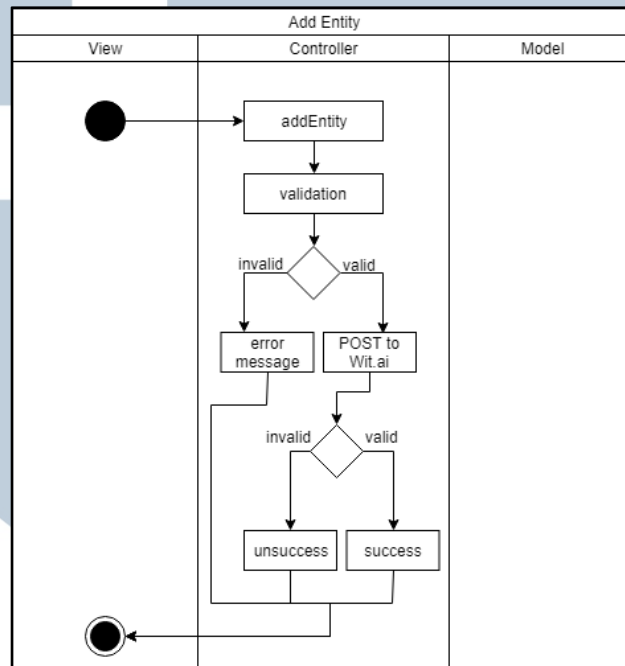 Add Entity
View
Controller
Model
addEntity
validation
invalid
valid
error
message
POST to
Wit.ai
invalid
valid
unsuccess
success